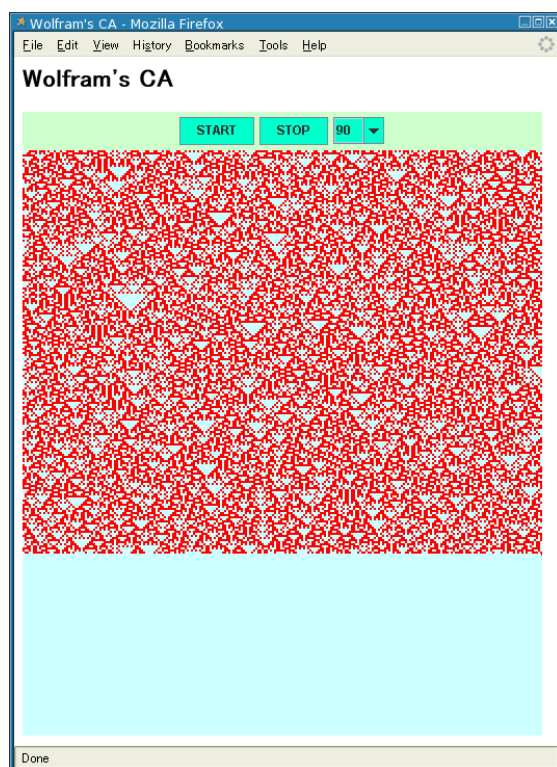 Wolfram's CA - Mozilla Firefox
File Edit View History Bookmarks Tools Help
Wolfram's CA
START STOP 90
Done